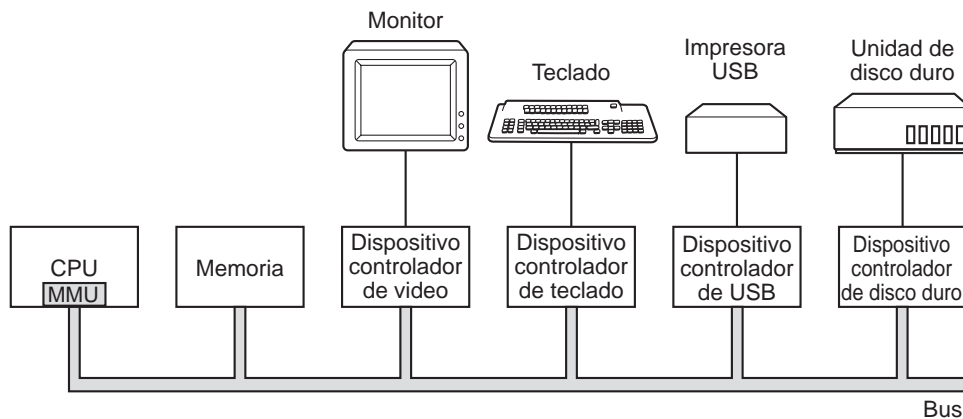 Monitor
Teclado
Impresora
USB
Unidad de
disco duro
CPU
MMU
Memoria
Dispositivo
controlador
de video
Dispositivo
controlador
de teclado
Dispositivo
controlador
de USB
Dispositivo
controlador
de disco duro
Bus